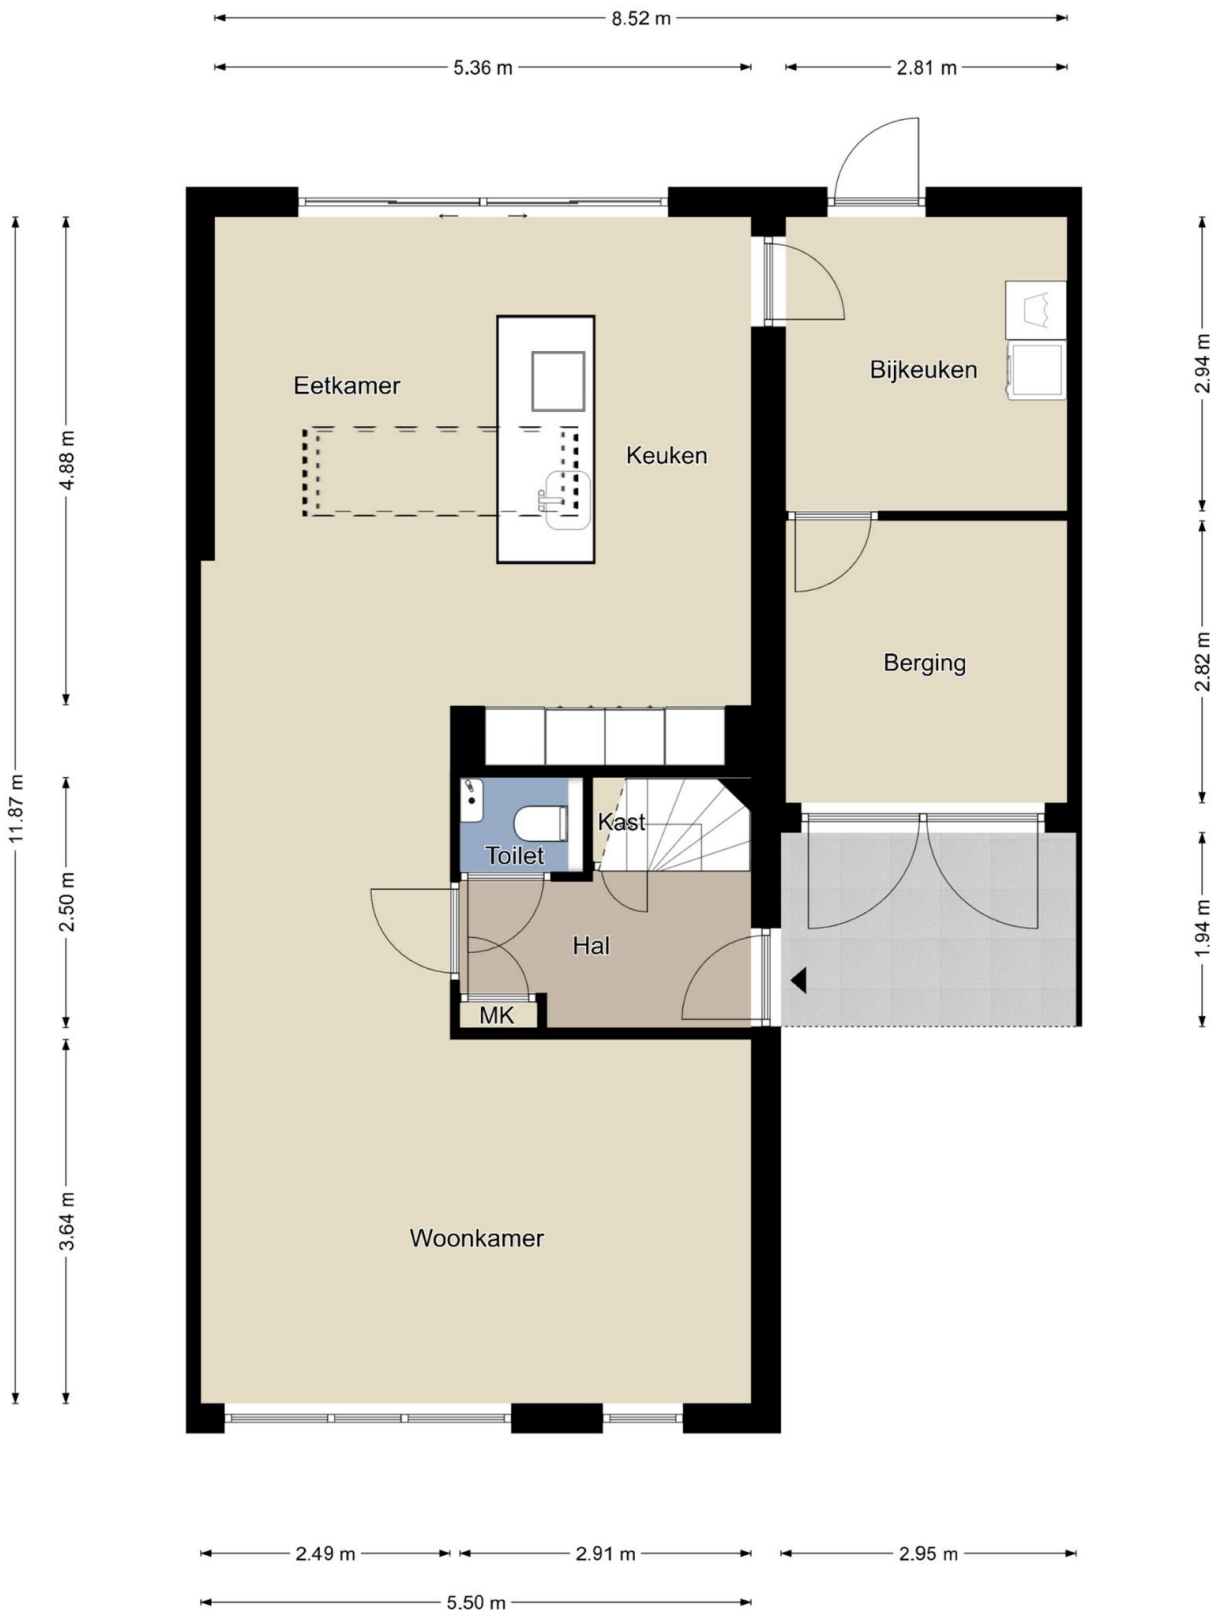 8.52 m
5.36 m
2.81 m
11.87 m
4.88 m
2.50 m
3.64 m
Eetkamer
Keuken
Bijkeuken
Berging
Kast
Toilet
Hal
MK
Woonkamer
2.94 m
2.82 m
1.94 m
2.49 m
2.91 m
2.95 m
5.50 m